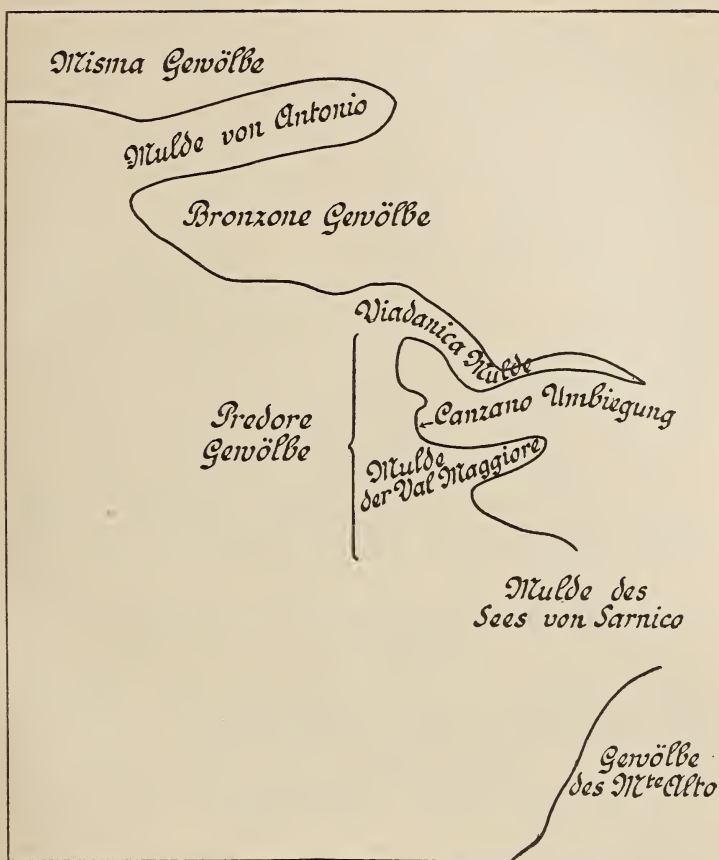 Misma Gewölbe
Mulde von Antonio
Bronzone Gewölbe
Viadanica Mulde
Canzano Umbiegung
Predore
Gewölbe
Mulde
der Val Maggiore
Mulde des
Sees von Sarnico
Gewölbe
des Mte Alto